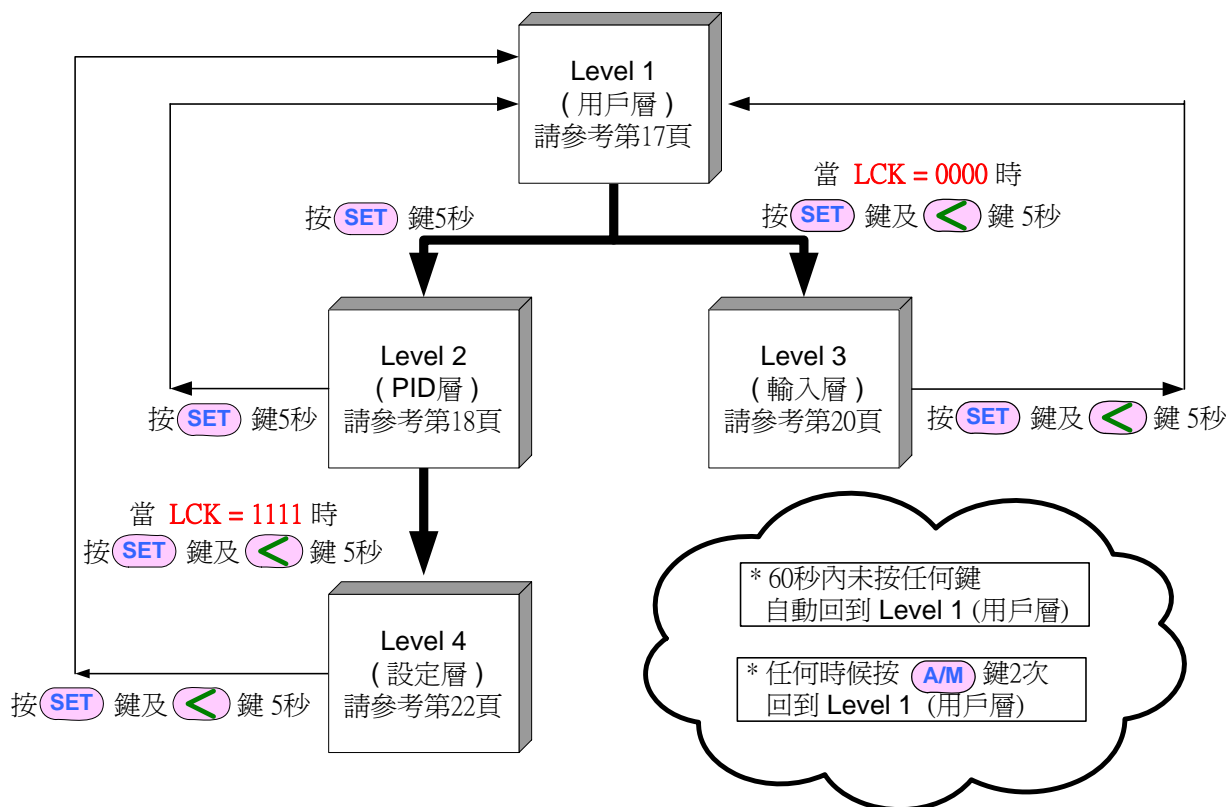 Level 1
( 用戶層 )
請參考第17頁
當 LCK = 0000 時
按 SET 鍵及 < 鍵 5秒
按 SET 鍵5秒
Level 2
( PID層 )
請參考第18頁
Level 3
( 輸入層 )
請參考第20頁
按 SET 鍵5秒
按 SET 鍵及 < 鍵 5秒
當 LCK = 1111 時
按 SET 鍵及 < 鍵 5秒
Level 4
( 設定層 )
請參考第22頁
按 SET 鍵及 < 鍵 5秒
* 60秒內未按任何鍵
自動回到 Level 1 (用戶層)
* 任何時候按 A/M 鍵2次
回到 Level 1 (用戶層)